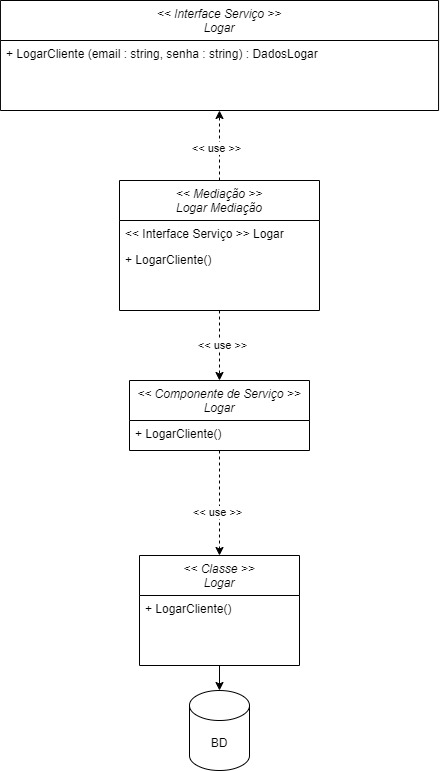 << Interface Serviço >>
Logar
+ LogarCliente (email : string, senha : string) : DadosLogar
<< use >>
<< Mediação >>
Logar Mediação
<< Interface Serviço >> Logar
+ LogarCliente()
<< use >>
<< Componente de Serviço >>
Logar
+ LogarCliente()
<< use >>
<< Classe >>
Logar
+ LogarCliente()
BD